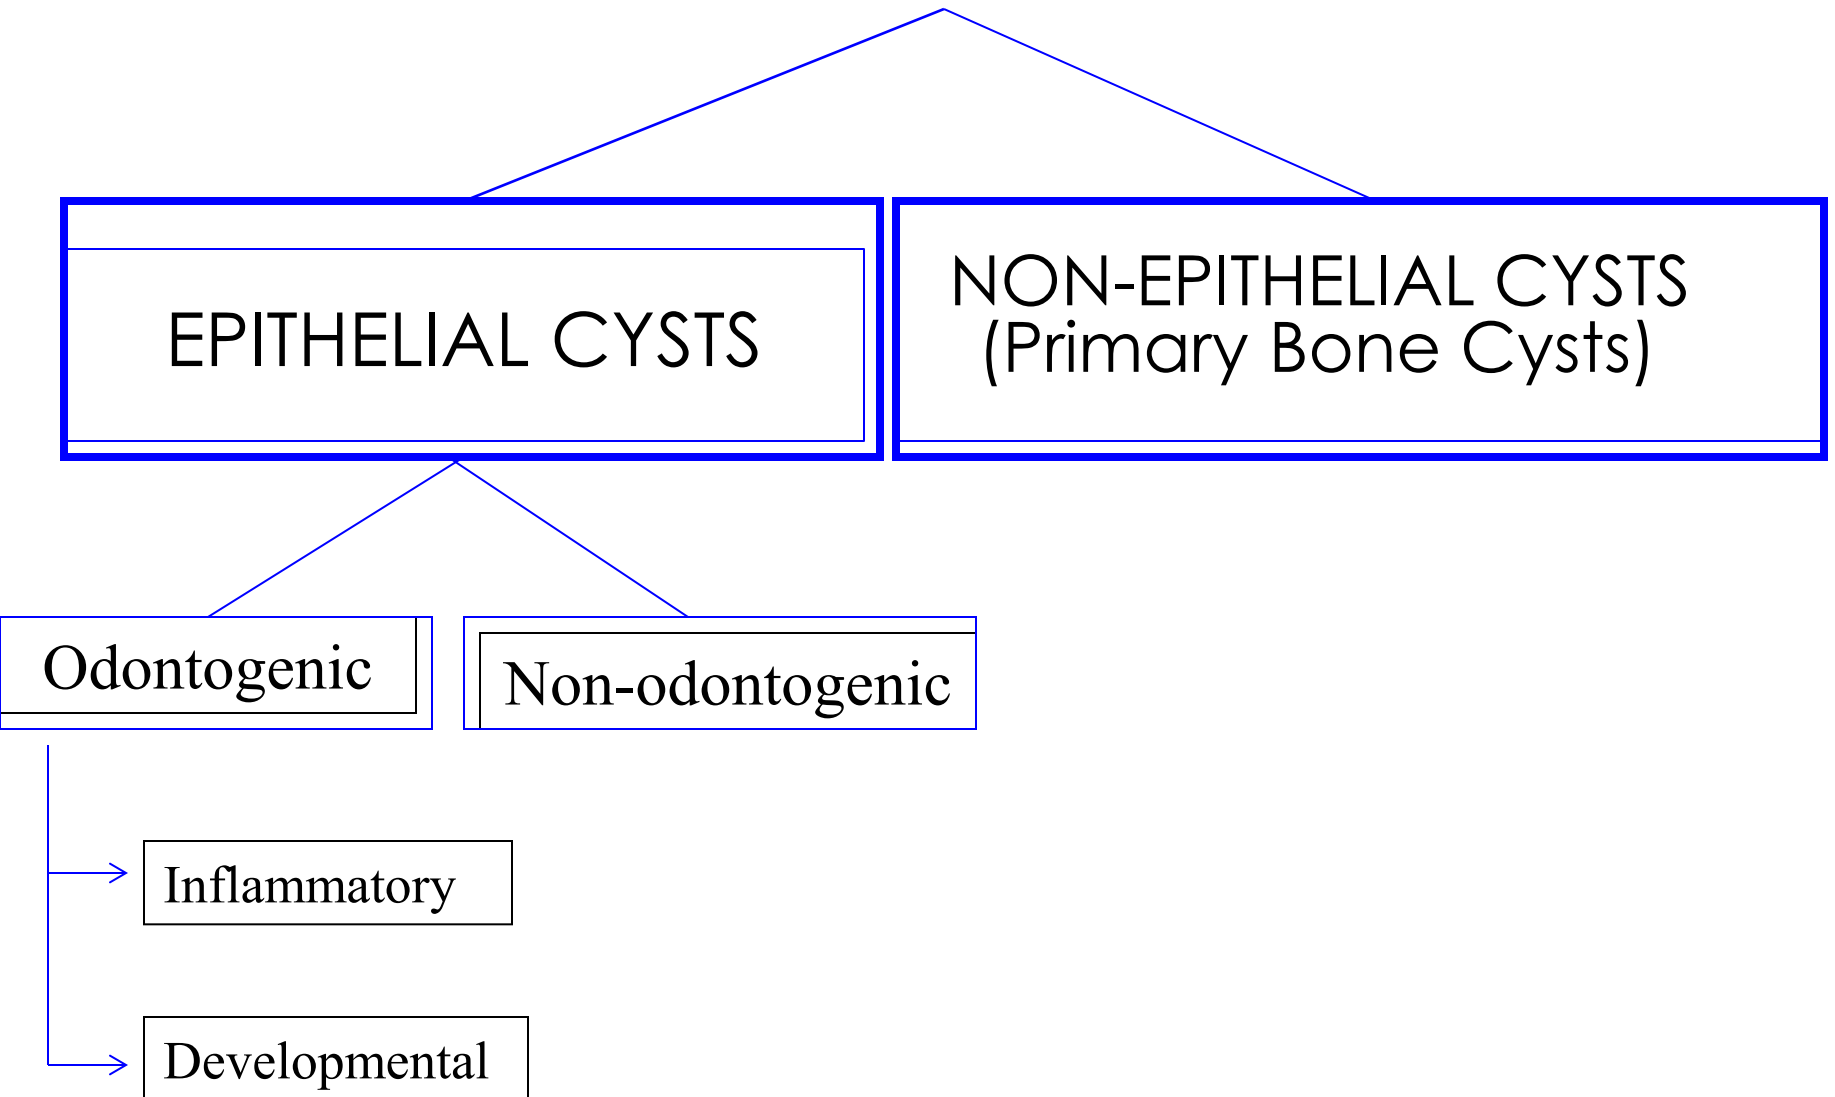 EPITHELIAL CYSTS
NON-EPITHELIAL CYSTS
(Primary Bone Cysts)
Odontogenic
Non-odontogenic
Inflammatory
Developmental